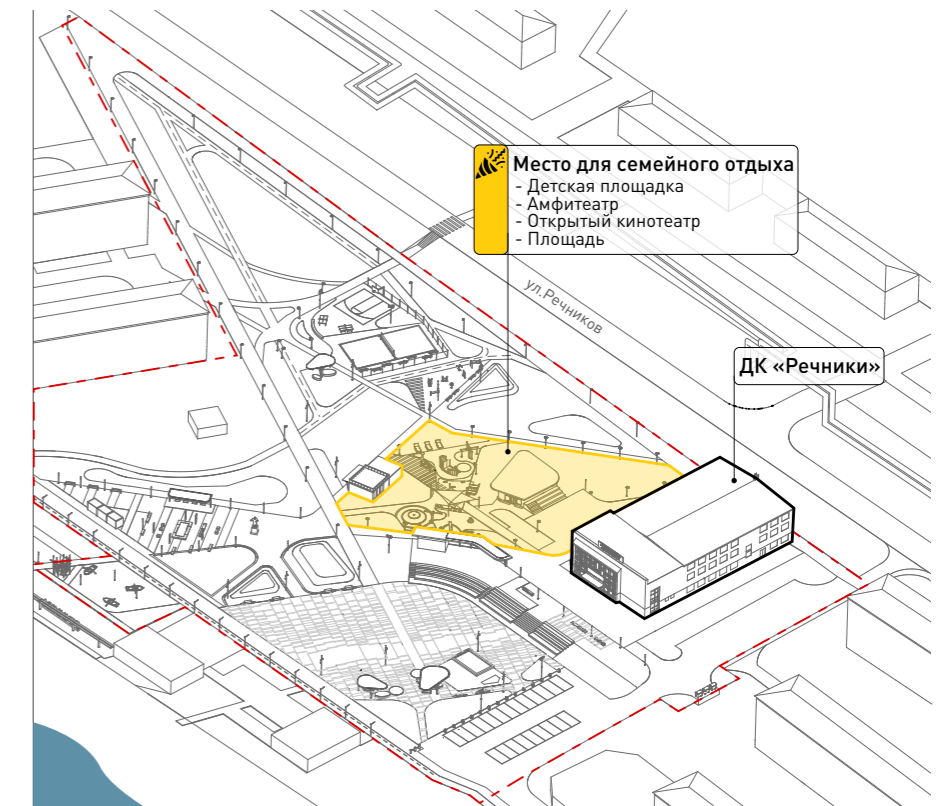 Место для семейного отдыха
- Детская площадка
- Амфитеатр
- Открытый кинотеатр
- Площадь
ул.Речников
ДК «Речники»